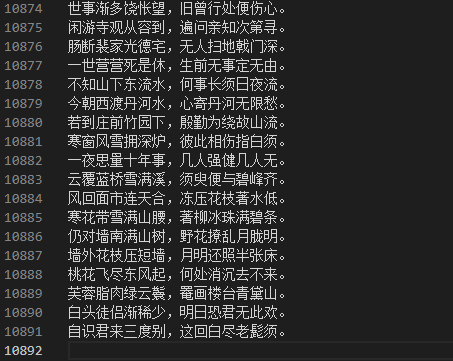 10874 世事渐多饶怅望，旧曾行处便伤心。
10875 闲游寺观从容到，遍问亲知次第寻。
10876 肠断裴家光德宅，无人扫地戟门深。
10877 一世营营死是休，生前无事定无由。
10878 不知山下东流水，何事长须日夜流。
10879 今朝西渡丹河水，心寄丹河无限愁。
10880 若到庄前竹园下，殷勤为绕故山流。
10881 寒窗风雪拥深炉，彼此相伤指白须。
10882 一夜思量十年事，几人强健几人无。
10883 云覆蓝桥雪满溪，须臾便与碧峰齐。
10884 风回面市连天合，冻压花枝著水低。
10885 寒花带雪满山腰，著柳冰珠满碧条。
10886 仍对墙南满山树，野花撩乱月胧明。
10887 墙外花枝压短墙，月明还照半张床。
10888 桃花飞尽东风起，何处消沉去不来。
10889 芙蓉脂肉绿云鬟，罨画楼台青黛山。
10890 白头徒侣渐稀少，明日恐君无此欢。
10891 自识君来三度别，这回白尽老髭须。
10892